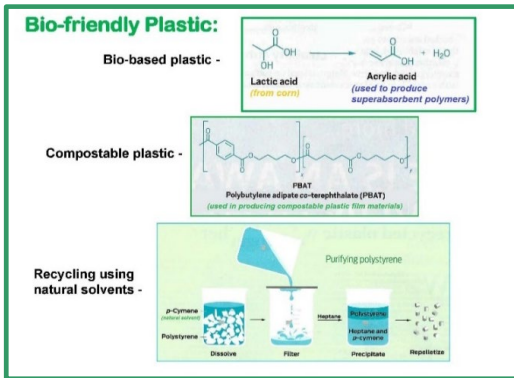 Bio-friendly Plastic:
Bio-based plastic -
OH
O
OH
O
OH
+ H₂O
Lactic acid
(from corn)
Acrylic acid
(used to produce
superabsorbent polymers)
Compostable plastic -
PBAT
Polybutylene adipate co-terephthalate (PBAT)
(used in producing compostable plastic film materials)
Recycling using
natural solvents -
Purifying polystyrene
p-Cymene
(natural solvent)
Polystyrene
Heptane
Polystyrene
Heptane and
p-cymene
Dissolve
Filter
Precipitate
Repelletize